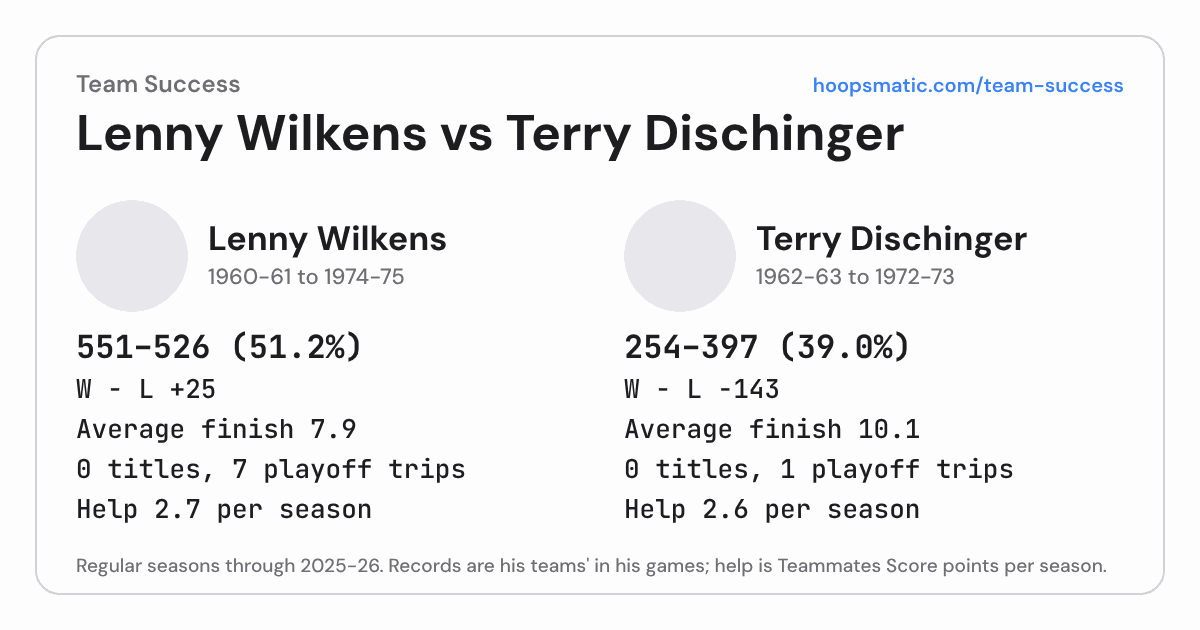 Team Success
hoopsmatic.com/team-success
Lenny Wilkens vs Terry Dischinger
Lenny Wilkens
1960-61 to 1974-75
551-526 (51.2%)
W - L +25
Average finish 7.9
0 titles, 7 playoff trips
Help 2.7 per season
Terry Dischinger
1962-63 to 1972-73
254-397 (39.0%)
W - L -143
Average finish 10.1
0 titles, 1 playoff trips
Help 2.6 per season
Regular seasons through 2025-26. Records are his teams' in his games; help is Teammates Score points per season.